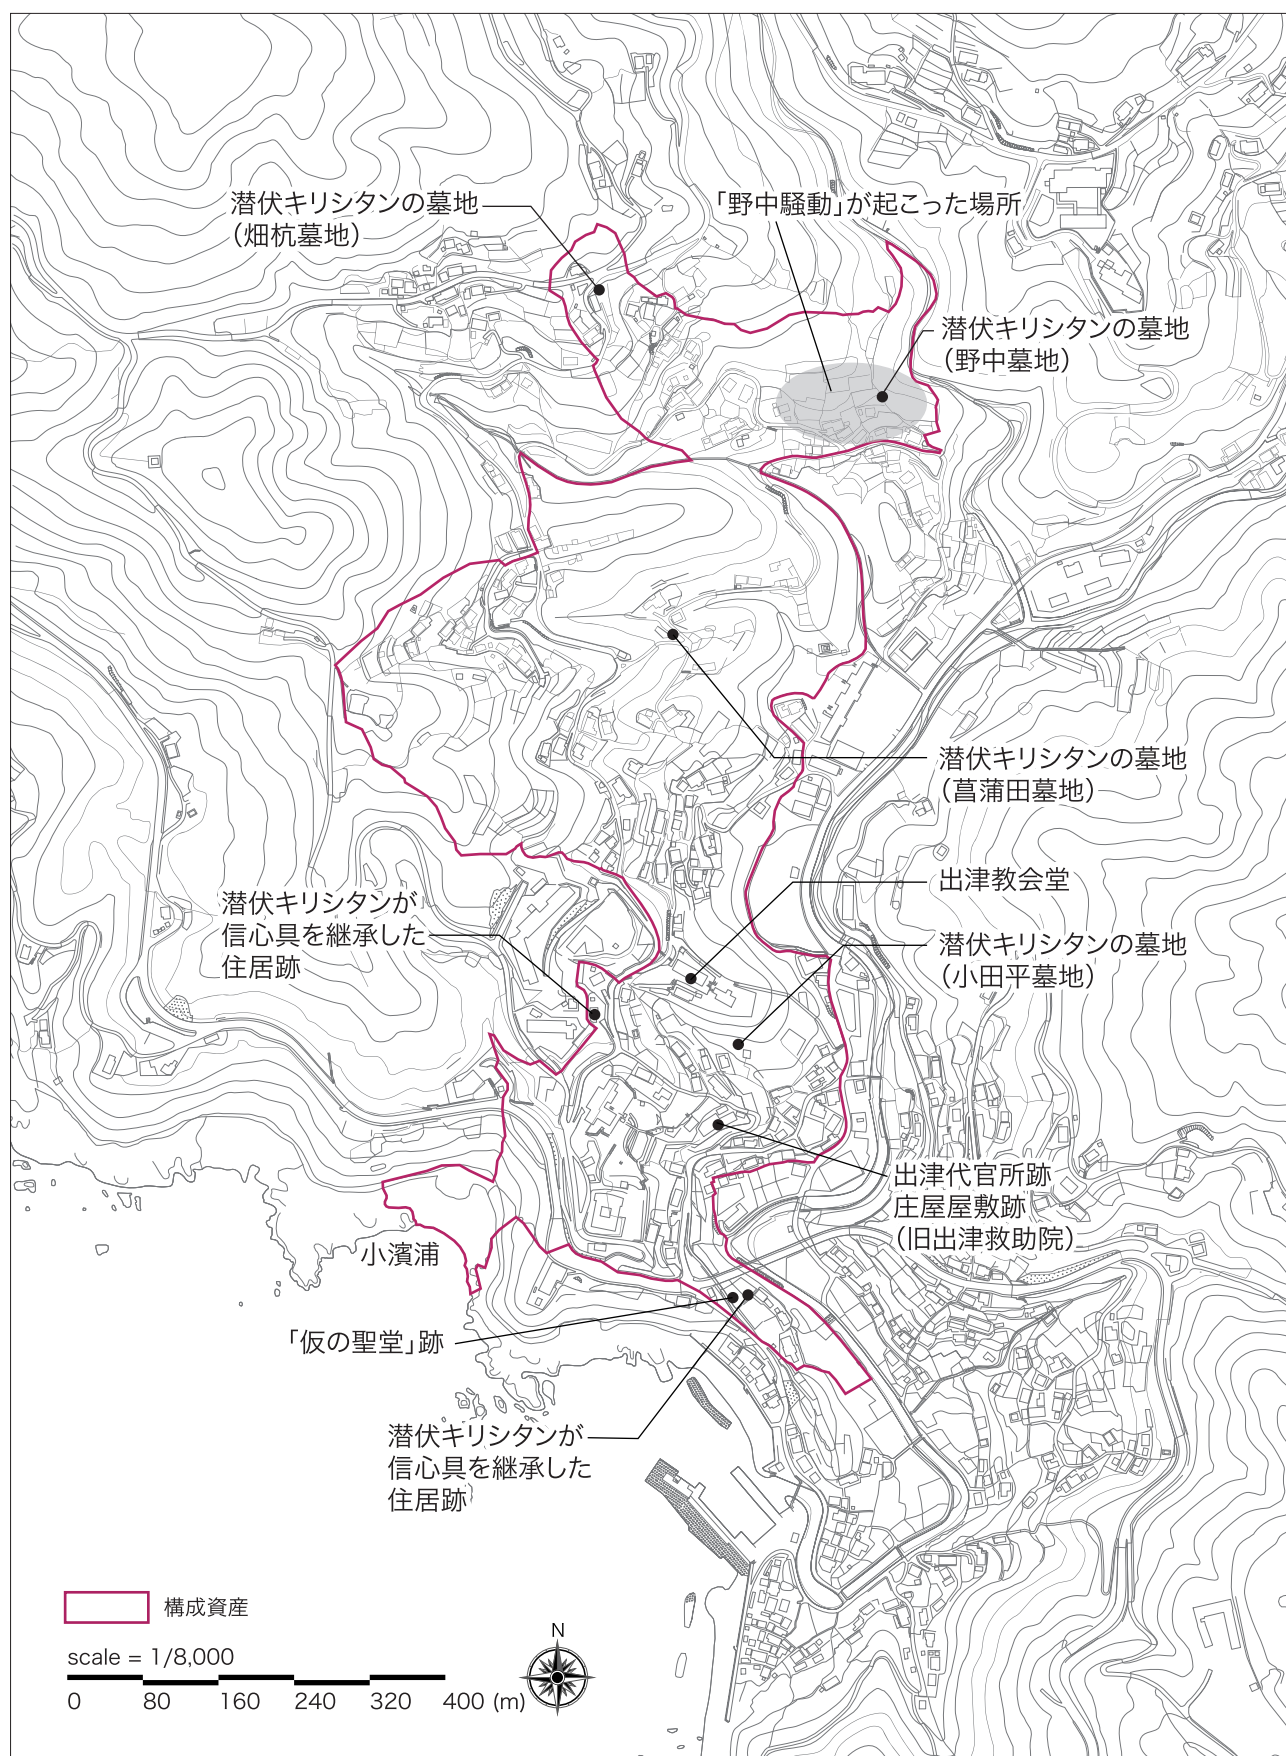 潜伏キリシタンの墓地
（畑杭墓地）
「野中騒動」が起こった場所
潜伏キリシタンの墓地
（野中墓地）
潜伏キリシタンの墓地
（菖蒲田墓地）
出津教会堂
潜伏キリシタンが
信心具を継承した
住居跡
潜伏キリシタンの墓地
（小田平墓地）
出津代官所跡
庄屋屋敷跡
（旧出津救助院）
小濱浦
「仮の聖堂」跡
潜伏キリシタンが
信心具を継承した
住居跡
構成資産
scale = 1/8,000
0 80 160 240 320 400 (m)
N